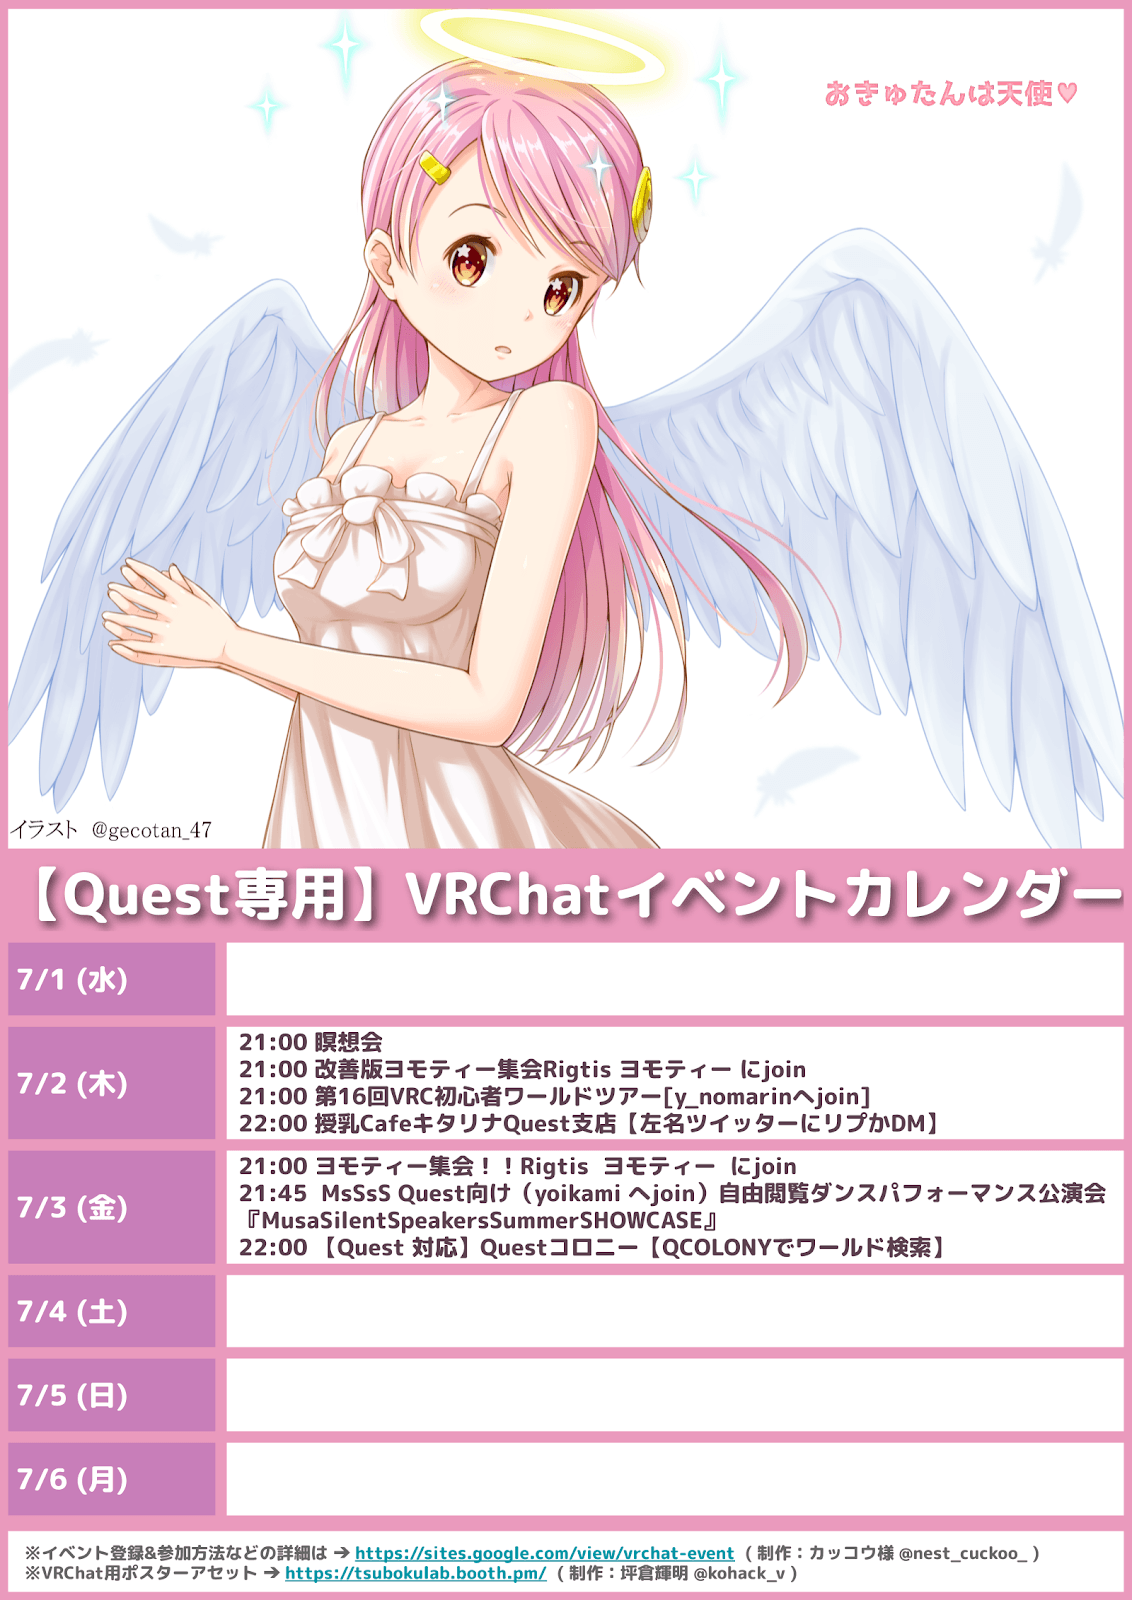 おきゅたんは天使♡
イラスト @gecotan_47
【Quest専用】VRChatイベントカレンダー
7/1 (水)
7/2 (木)
21:00 瞑想会
21:00 改善版ヨモティー集会Rigtis ヨモティー にjoin
21:00 第16回VRC初心者ワールドツアー[y_nomarinへjoin]
22:00 授乳CafeキタリナQuest支店【左名ツイッターにリプかDM】
7/3 (金)
21:00 ヨモティー集会！！Rigtis ヨモティー にjoin
21:45 MsSsS Quest向け（yoikami へjoin）自由閲覧ダンスパフォーマンス公演会
『MusaSilentSpeakersSummerSHOWCASE』
22:00 【Quest 対応】Questコロニー【QCOLONYでワールド検索】
7/4 (土)
7/5 (日)
7/6 (月)
※イベント登録&参加方法などの詳細は ➔ https://sites.google.com/view/vrchat-event ( 制作：カッコウ様 @nest_cuckoo_ )
※VRChat用ポスターアセット ➔ https://tsubokulab.booth.pm/ ( 制作：坪倉輝明 @kohack_v )